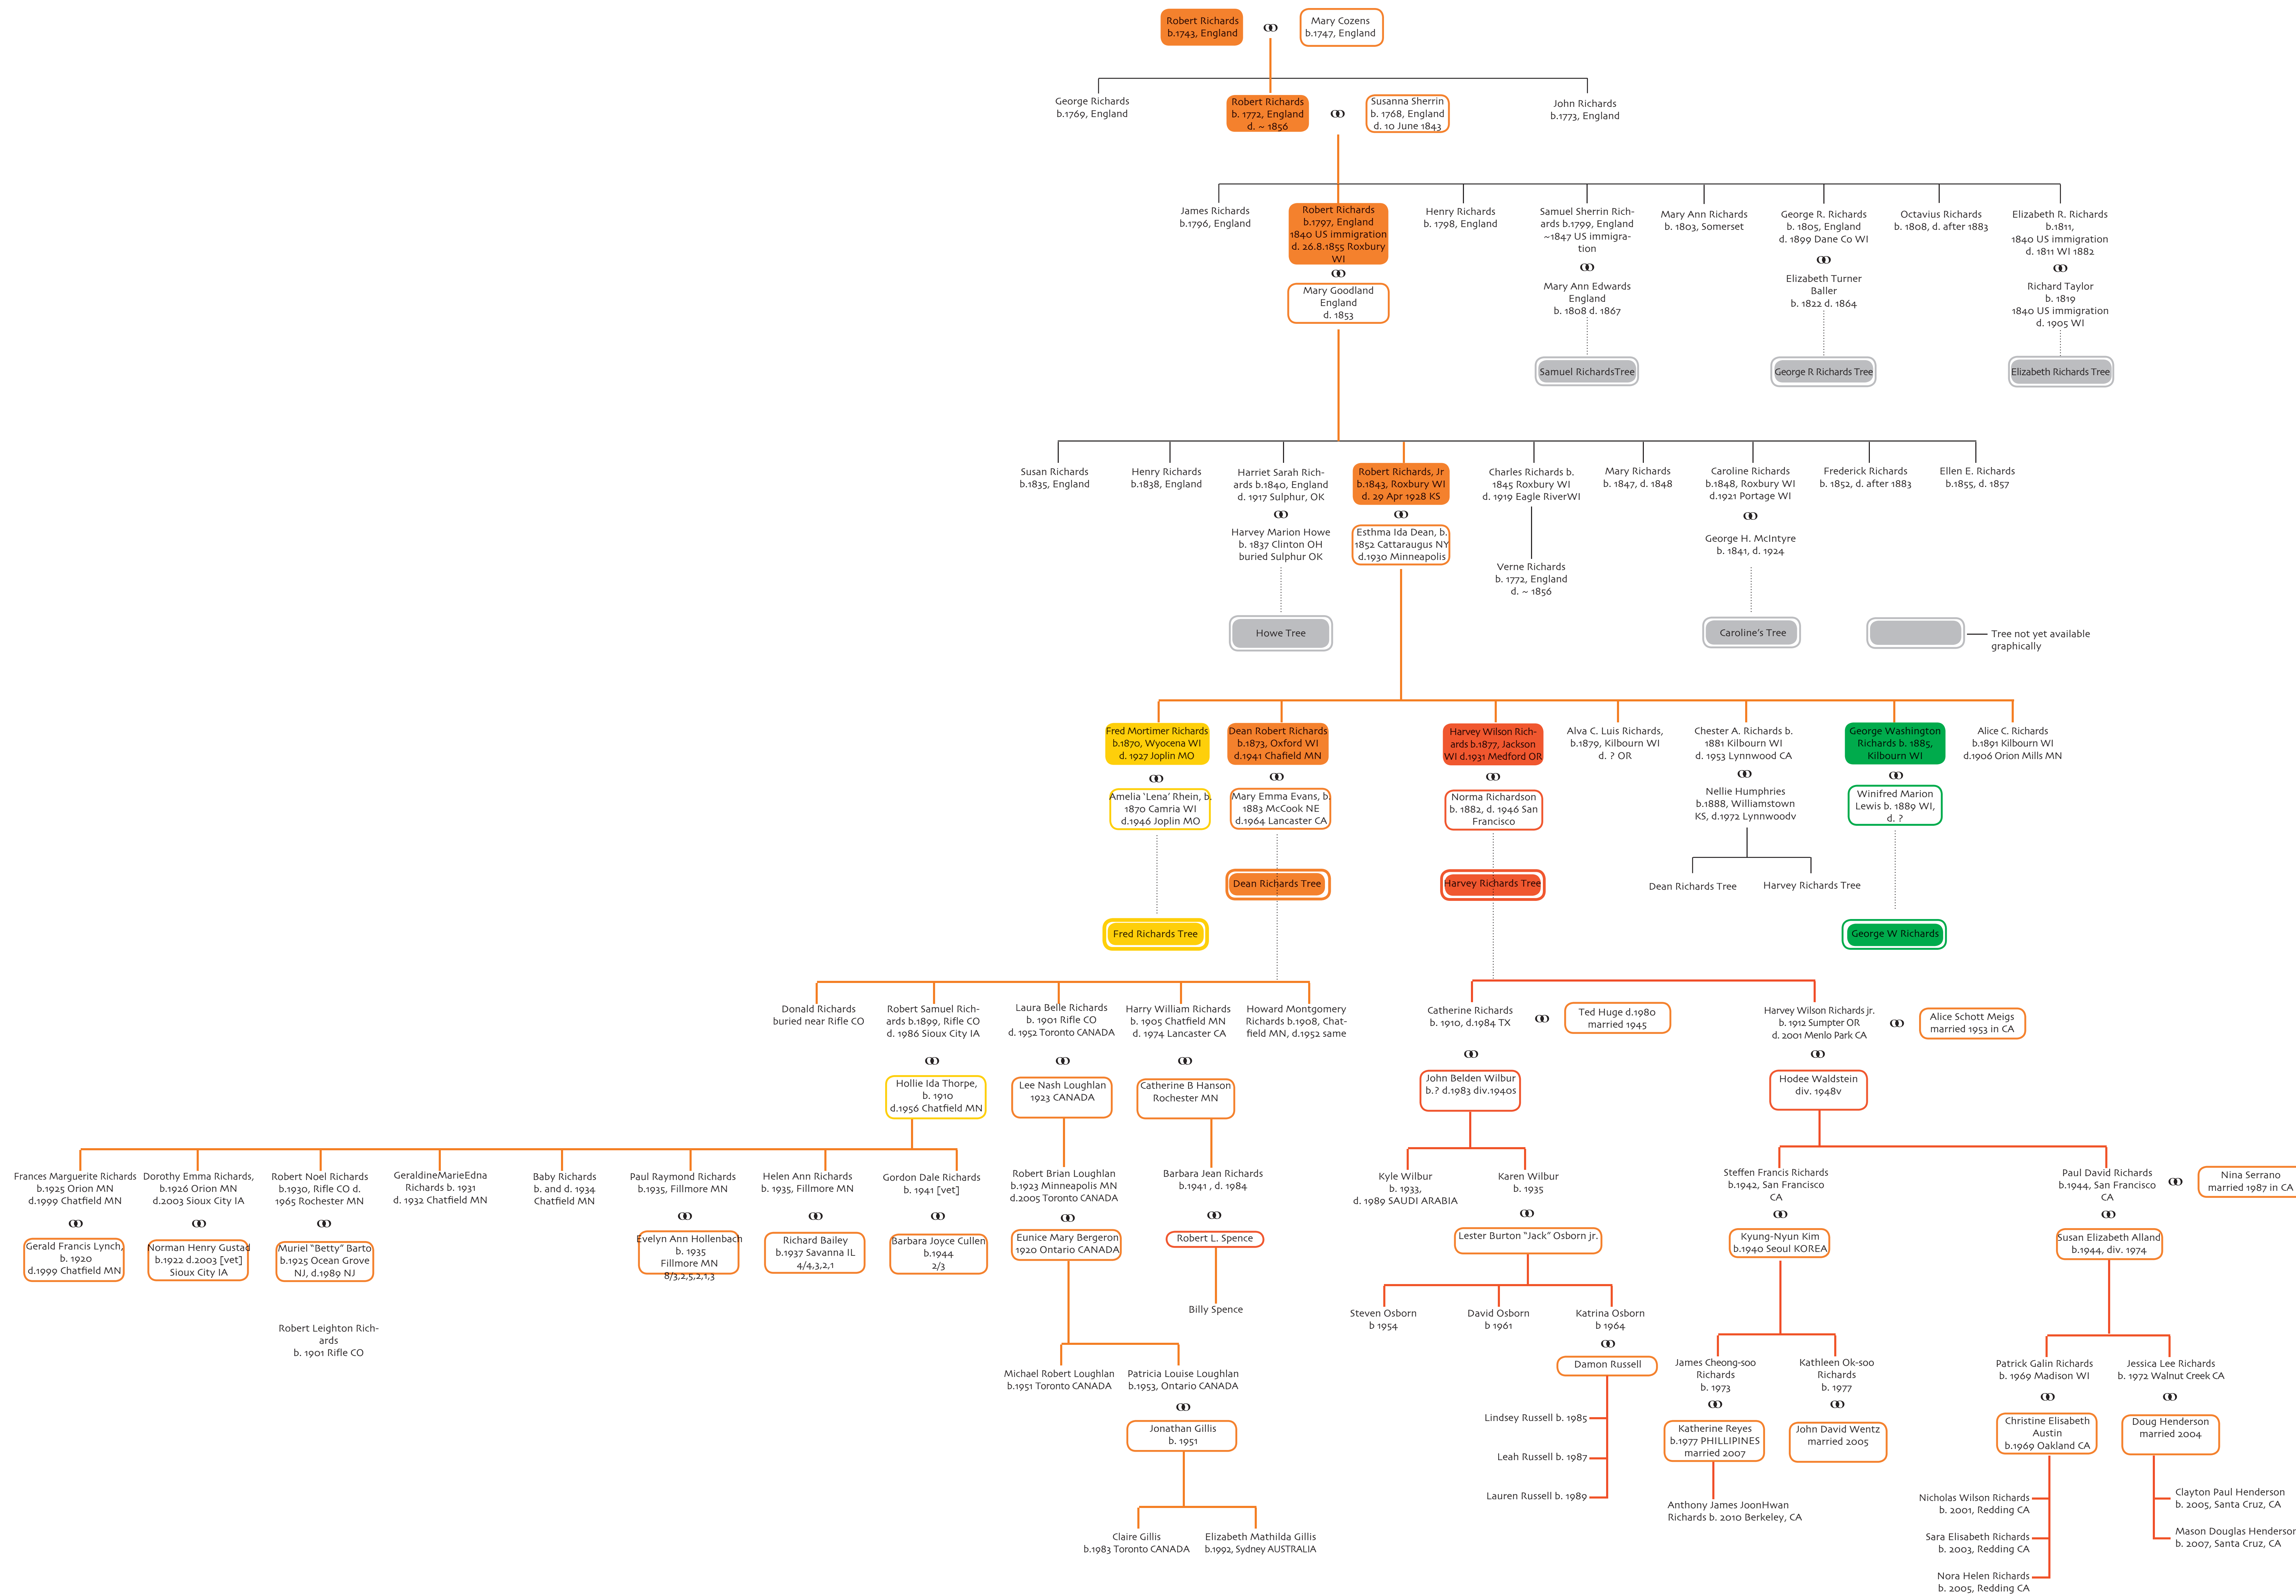 Robert Richards
b.1743, England
Mary Cozens
b.1747, England
George Richards
b.1769, England
Robert Richards
b. 1772, England
d. ~ 1856
Susanna Sherrin
b. 1768, England
d. 10 June 1843
John Richards
b.1773, England
James Richards
b.1796, England
Robert Richards
b.1797, England
1840 US immigration
d. 26.8.1855 Roxbury
WI
Mary Goodland
England
d. 1853
Henry Richards
b. 1798, England
Samuel Sherrin Rich-
ards b.1799, England
~1847 US immigra-
tion
Mary Ann Edwards
England
b. 1808 d. 1867
Samuel RichardsTree
Mary Ann Richards
b. 1803, Somerset
George R. Richards
b. 1805, England
d. 1899 Dane Co WI
Elizabeth Turner
Baller
b. 1822 d. 1864
George R Richards Tree
Octavius Richards
b. 1808, d. after 1883
Elizabeth R. Richards
b.1811,
1840 US immigration
d. 1811 WI 1882
Richard Taylor
b. 1819
1840 US immigration
d. 1905 WI
Elizabeth Richards Tree
Susan Richards
b.1835, England
Henry Richards
b.1838, England
Harriet Sarah Rich-
ards b.1840, England
d. 1917 Sulphur, OK
Harvey Marion Howe
b. 1837 Clinton OH
buried Sulphur OK
Howe Tree
Robert Richards, Jr
b.1843, Roxbury WI
d. 29 Apr 1928 KS
Esthma Ida Dean, b.
1852 Cattaraugus NY
d.1930 Minneapolis
Charles Richards b.
1845 Roxbury WI
d. 1919 Eagle RiverWI
Verne Richards
b. 1772, England
d. ~ 1856
Mary Richards
b. 1847, d. 1848
Caroline Richards
b.1848, Roxbury WI
d.1921 Portage WI
George H. McIntyre
b. 1841, d. 1924
Caroline's Tree
Frederick Richards
b. 1852, d. after 1883
Ellen E. Richards
b.1855, d. 1857
Tree not yet available
graphically
Fred Mortimer Richards
b.1870, Wyocena WI
d. 1927 Joplin MO
Amelia ‘Lena’ Rhein, b.
1870 Camria WI
d.1946 Joplin MO
Fred Richards Tree
Dean Robert Richards
b.1873, Oxford WI
d.1941 Chafield MN
Mary Emma Evans, b.
1883 McCook NE
d.1964 Lancaster CA
Dean Richards Tree
Harvey Wilson Rich-
ards b.1877, Jackson
WI d.1931 Medford OR
Norma Richardson
b. 1882, d. 1946 San
Francisco
Harvey Richards Tree
Alva C. Luis Richards,
b.1879, Kilbourn WI
d. ? OR
Chester A. Richards b.
1881 Kilbourn WI
d. 1953 Lynnwood CA
Nellie Humphries
b.1888, Williamstown
KS, d.1972 Lynnwoodv
Dean Richards Tree
Harvey Richards Tree
George Washington
Richards b. 1885,
Kilbourn WI
Winifred Marion
Lewis b. 1889 WI,
d. ?
George W Richards
Alice C. Richards
b.1891 Kilbourn WI
d.1906 Orion Mills MN
Donald Richards
buried near Rifle CO
Robert Samuel Rich-
ards b.1899, Rifle CO
d. 1986 Sioux City IA
Hollie Ida Thorpe,
b. 1910
d.1956 Chatfield MN
Laura Belle Richards
b. 1901 Rifle CO
d. 1952 Toronto CANADA
Lee Nash Loughlan
1923 CANADA
Harry William Richards
b. 1905 Chatfield MN
d. 1974 Lancaster CA
Catherine B Hanson
Rochester MN
Howard Montgomery
Richards b.1908, Chat-
field MN, d.1952 same
Catherine Richards
b. 1910, d.1984 TX
Ted Huge d.1980
married 1945
John Belden Wilbur
b.? d.1983 div.1940s
Harvey Wilson Richards jr.
b. 1912 Sumpter OR
d. 2001 Menlo Park CA
Alice Schott Meigs
married 1953 in CA
Hodee Waldstein
div. 1948v
Frances Marguerite Richards
b.1925 Orion MN
d.1999 Chatfield MN
Gerald Francis Lynch,
b. 1920
d.1999 Chatfield MN
Dorothy Emma Richards,
b.1926 Orion MN
d.2003 Sioux City IA
Norman Henry Gustad
b.1922 d.2003 [vet]
Sioux City IA
Robert Noel Richards
b.1930, Rifle CO d.
1965 Rochester MN
Muriel “Betty” Barto
b.1925 Ocean Grove
NJ, d.1989 NJ
Robert Leighton Rich-
ards
b. 1901 Rifle CO
GeraldineMarieEdna
Richards b. 1931
d. 1932 Chatfield MN
Baby Richards
b. and d. 1934
Chatfield MN
Paul Raymond Richards
b.1935, Fillmore MN
Evelyn Ann Hollenbach
b. 1935
Fillmore MN
8/3,2,5,2,1,3
Helen Ann Richards
b. 1935, Fillmore MN
Richard Bailey
b.1937 Savanna IL
4/4,3,2,1
Gordon Dale Richards
b. 1941 [vet]
Barbara Joyce Cullen
b.1944
2/3
Robert Brian Loughlan
b.1923 Minneapolis MN
d.2005 Toronto CANADA
Eunice Mary Bergeron
1920 Ontario CANADA
Barbara Jean Richards
b.1941 , d. 1984
Robert L. Spence
Billy Spence
Michael Robert Loughlan
b.1951 Toronto CANADA
Patricia Louise Loughlan
b.1953, Ontario CANADA
Jonathan Gillis
b. 1951
Claire Gillis
b.1983 Toronto CANADA
Elizabeth Mathilda Gillis
b.1992, Sydney AUSTRALIA
Kyle Wilbur
b. 1933,
d. 1989 SAUDI ARABIA
Karen Wilbur
b. 1935
Lester Burton “Jack” Osborn jr.
Steven Osborn
b 1954
David Osborn
b 1961
Katrina Osborn
b 1964
Damon Russell
Lindsey Russell b. 1985
Leah Russell b. 1987
Lauren Russell b. 1989
Steffen Francis Richards
b.1942, San Francisco
CA
Kyung-Nyun Kim
b.1940 Seoul KOREA
James Cheong-soo
Richards
b. 1973
Katherine Reyes
b.1977 PHILLIPINES
married 2007
Anthony James JoonHwan
Richards b. 2010 Berkeley, CA
Kathleen Ok-soo
Richards
b. 1977
John David Wentz
married 2005
Paul David Richards
b.1944, San Francisco
CA
Nina Serrano
married 1987 in CA
Susan Elizabeth Alland
b.1944, div. 1974
Patrick Galin Richards
b. 1969 Madison WI
Christine Elisabeth
Austin
b.1969 Oakland CA
Nicholas Wilson Richards
b. 2001, Redding CA
Sara Elisabeth Richards
b. 2003, Redding CA
Nora Helen Richards
b. 2005, Redding CA
Jessica Lee Richards
b. 1972 Walnut Creek CA
Doug Henderson
married 2004
Clayton Paul Henderson
b. 2005, Santa Cruz, CA
Mason Douglas Henderson
b. 2007, Santa Cruz, CA